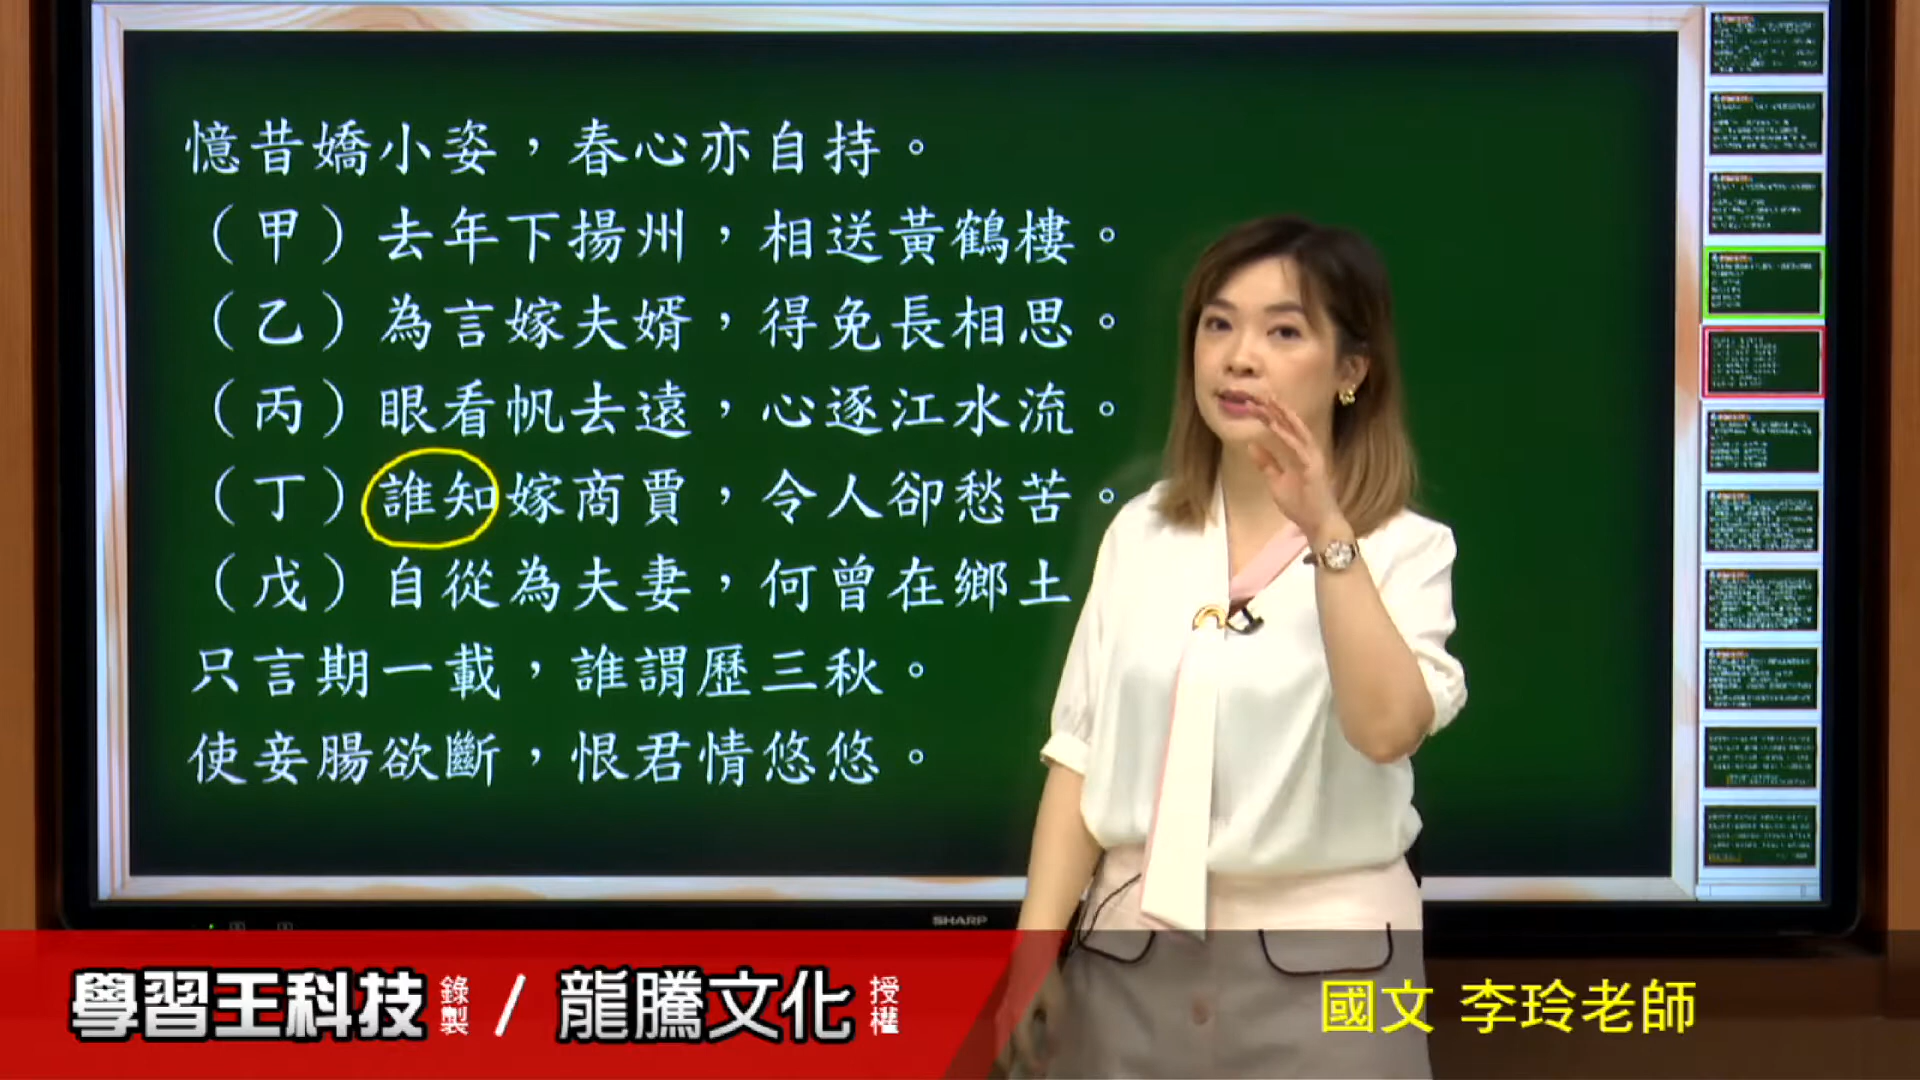 憶昔嬌小姿，春心亦自持。
（甲）去年下揚州，相送黃鶴樓。
（乙）為言嫁夫婿，得免長相思。
（丙）眼看帆去遠，心逐江水流。
（丁）誰知嫁商賈，令人卻愁苦。
（戊）自從為夫妻，何曾在鄉土
只言期一載，誰謂歷三秋。
使妾腸欲斷，恨君情悠悠。
SHARP
學習王科技錄製 / 龍騰文化授權
國文 李玲老師